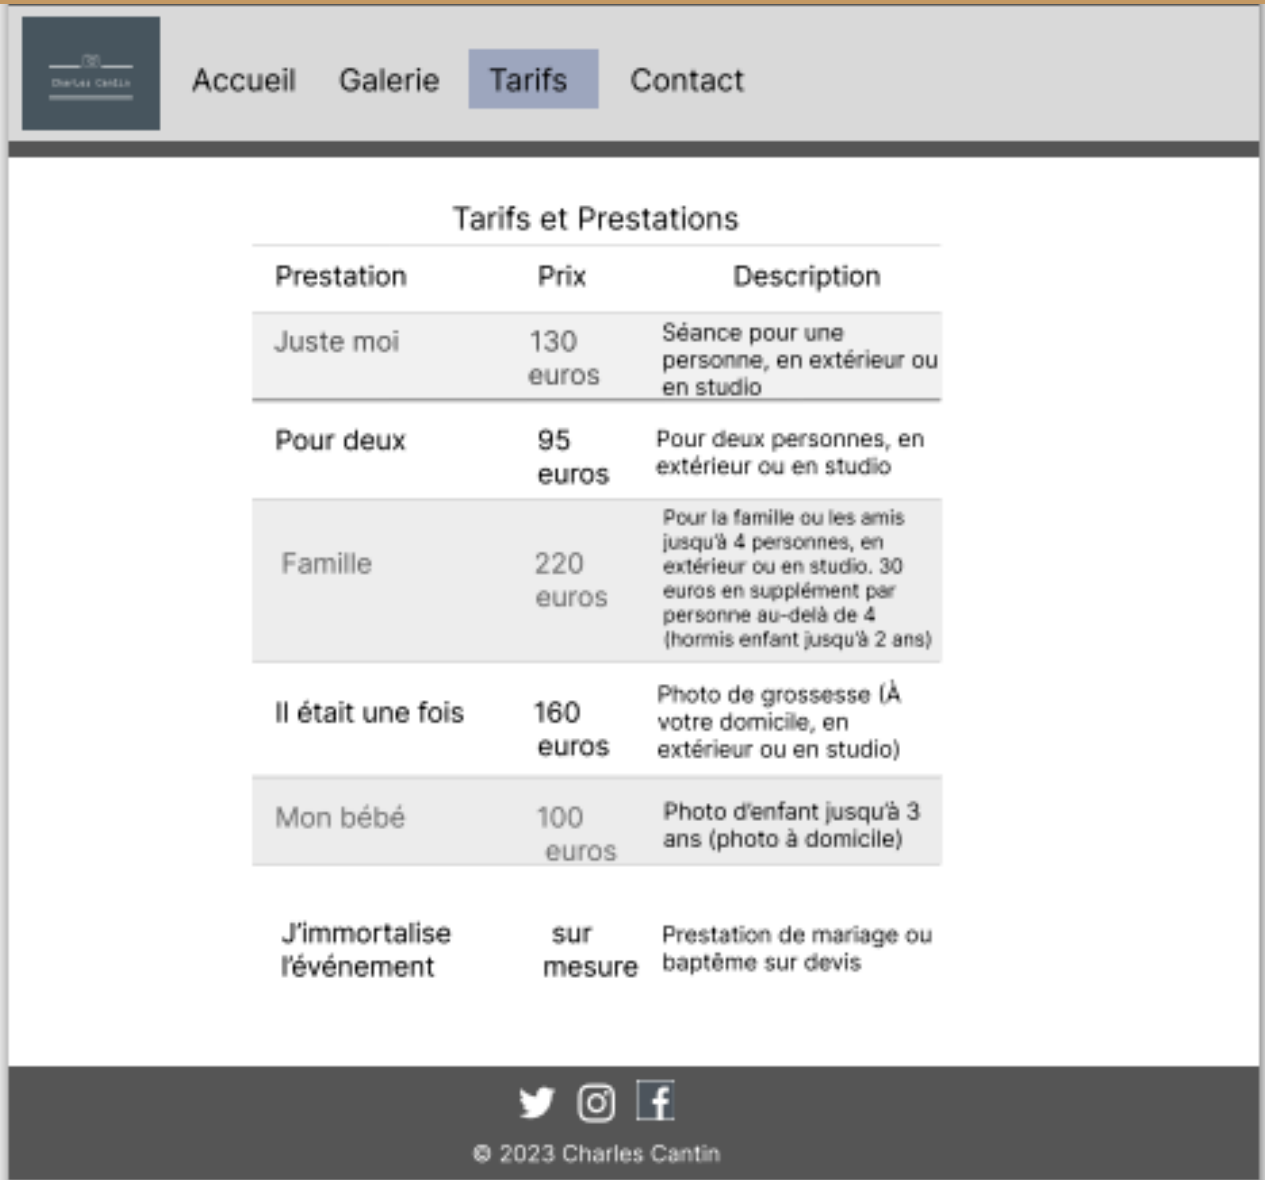 Charles Cantin
Accueil Galerie Tarifs Contact
Tarifs et Prestations
Prestation Prix Description
Juste moi
130
euros
Séance pour une
personne, en extérieur ou
en studio
Pour deux
95
euros
Pour deux personnes, en
extérieur ou en studio
Famille
220
euros
Pour la famille ou les amis
jusqu'à 4 personnes, en
extérieur ou en studio. 30
euros en supplément par
personne au-delà de 4
(hormis enfant jusqu'à 2 ans)
Il était une fois
160
euros
Photo de grossesse (À
votre domicile, en
extérieur ou en studio)
Mon bébé
100
euros
Photo d'enfant jusqu'à 3
ans (photo à domicile)
J'immortalise
l'événement
sur
mesure
Prestation de mariage ou
baptême sur devis
© 2023 Charles Cantin